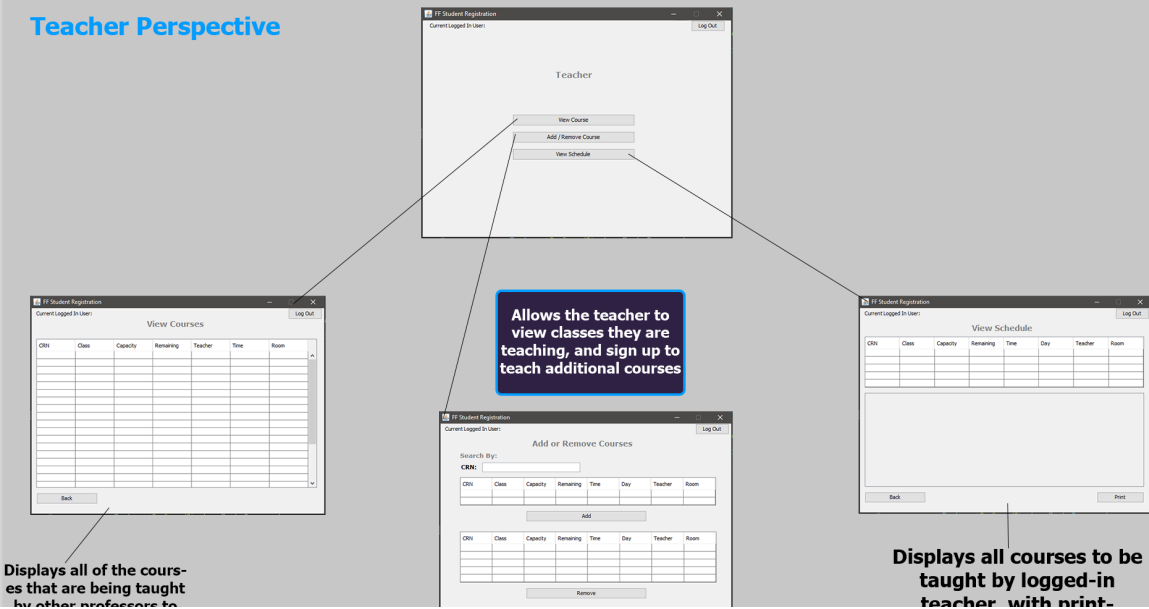 Teacher Perspective
FF Student Registration
Current Logged In User:
Log Out
Teacher
View Course
Add / Remove Course
View Schedule
FF Student Registration
Current Logged In User:
Log Out
View Courses
CRN Class Capacity Remaining Teacher Time Room
Back
Displays all of the cours-
es that are being taught
by other professors to
Allows the teacher to
view classes they are
teaching, and sign up to
teach additional courses
FF Student Registration
Current Logged In User:
Log Out
Add or Remove Courses
Search By:
CRN:
CRN Class Capacity Remaining Time Day Teacher Room
Add
CRN Class Capacity Remaining Time Day Teacher Room
Remove
FF Student Registration
Current Logged In User:
Log Out
View Schedule
CRN Class Capacity Remaining Time Day Teacher Room
Back
Print
Displays all courses to be
taught by logged-in
teacher, with print-